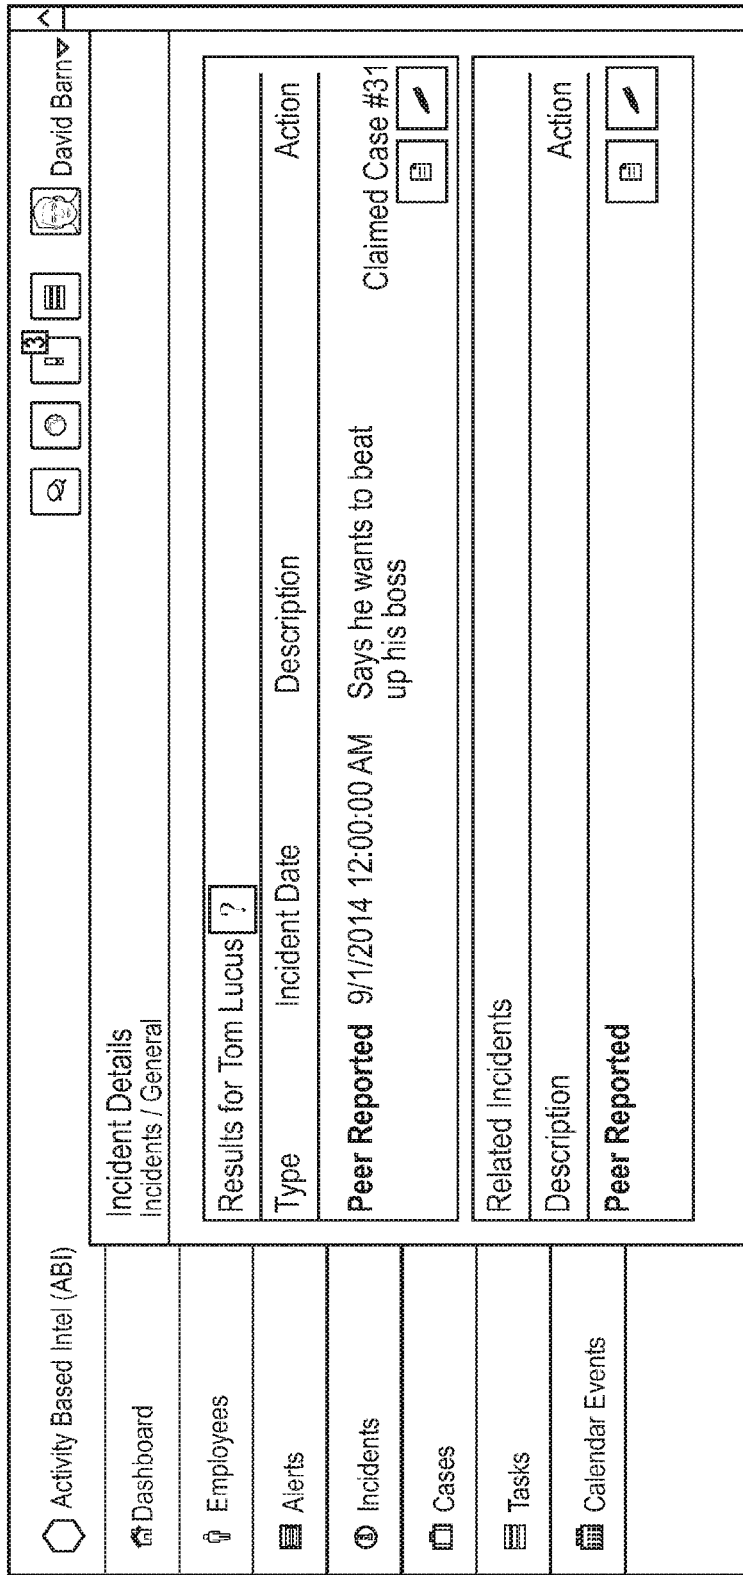 Activity Based Intel (ABI)
3
David Barn
Dashboard
Employees
Alerts
Incidents
Cases
Tasks
Calendar Events
Incident Details
Incidents / General
Results for Tom Lucus ?
Type Incident Date Description Action
Peer Reported 9/1/2014 12:00:00 AM Says he wants to beat Claimed Case #31
up his boss
Related Incidents
Description Action
Peer Reported